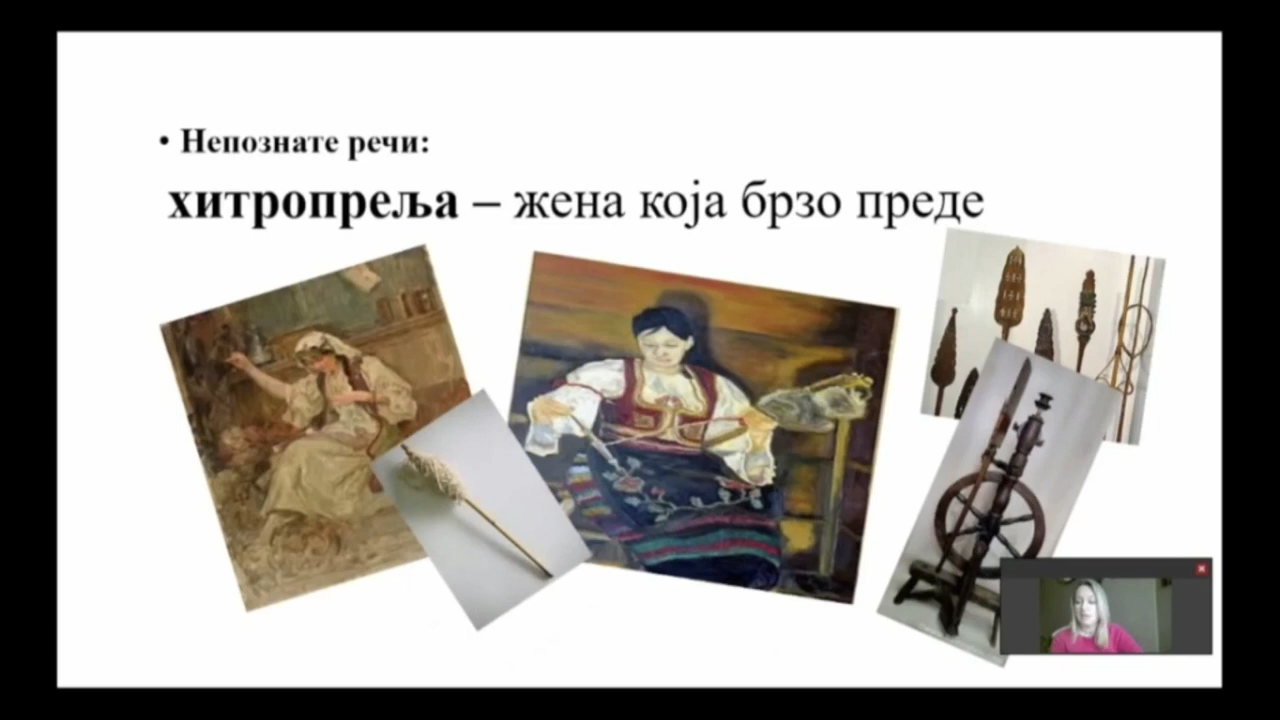 • Непознате речи:
хитропреља – жена која брзо преде